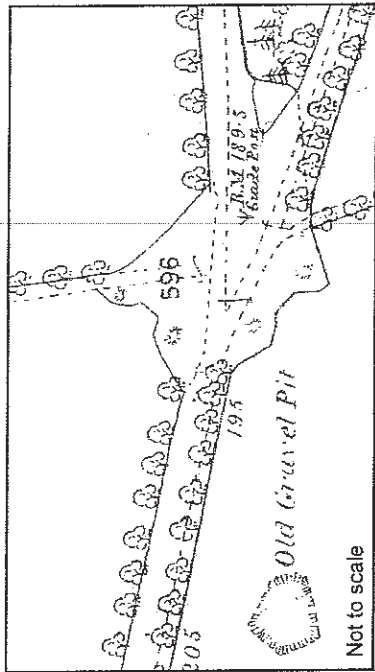 596
B.M.189·5
Guide Post
195
205
Old Gravel Pit
Not to scale